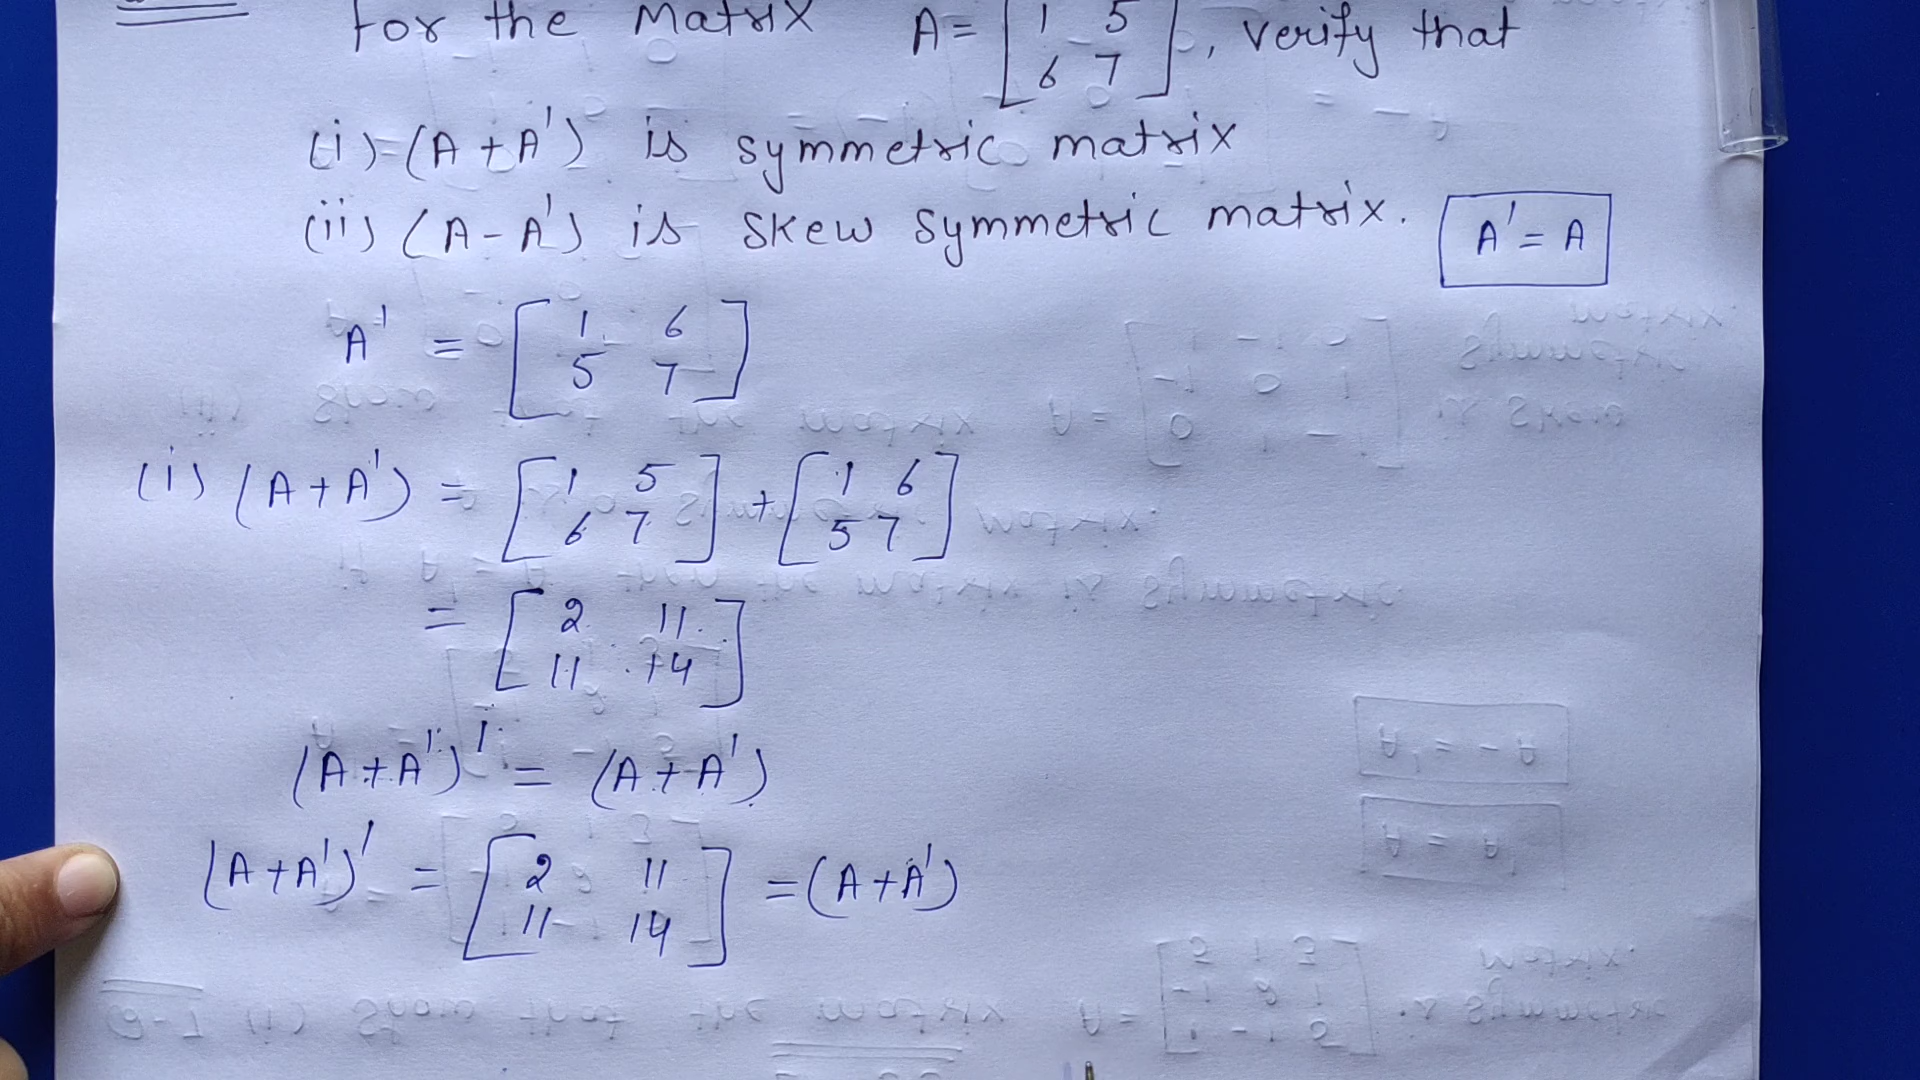 For the Matrix A = [1 5
6 7], verify that
(i) (A + A') is symmetric matrix
(ii) (A - A') is skew symmetric matrix.
A' = A
A' = [1 6
5 7]
(i) (A + A') = [1 5
6 7] + [1 6
5 7]
= [2 11
11 14]
(A + A')' = (A + A')
(A + A')' = [2 11
11 14] = (A + A')